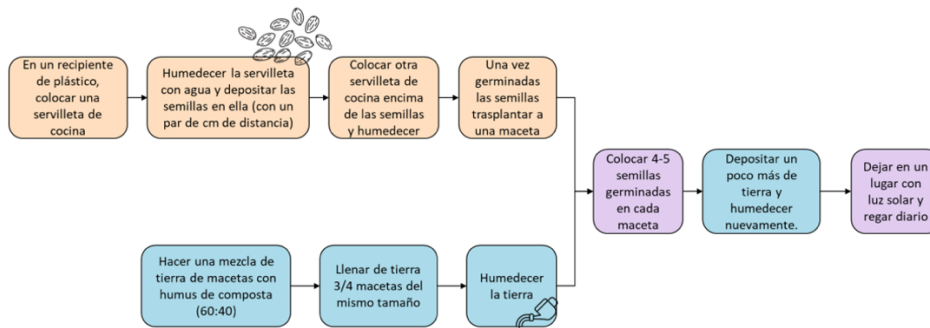 En un recipiente
de plástico,
colocar una
servilleta de
cocina
Humedecer la servilleta
con agua y depositar las
semillas en ella (con un
par de cm de distancia)
Colocar otra
servilleta de
cocina encima
de las semillas
y humedecer
Una vez
germinadas
las semillas
trasplantar a
una maceta
Hacer una mezcla de
tierra de macetas con
humus de composta
(60:40)
Llenar de tierra
3/4 macetas del
mismo tamaño
Humedecer
la tierra
Colocar 4-5
semillas
germinadas
en cada
maceta
Depositar un
poco más de
tierra y
humedecer
nuevamente.
Dejar en un
lugar con
luz solar y
regar diario